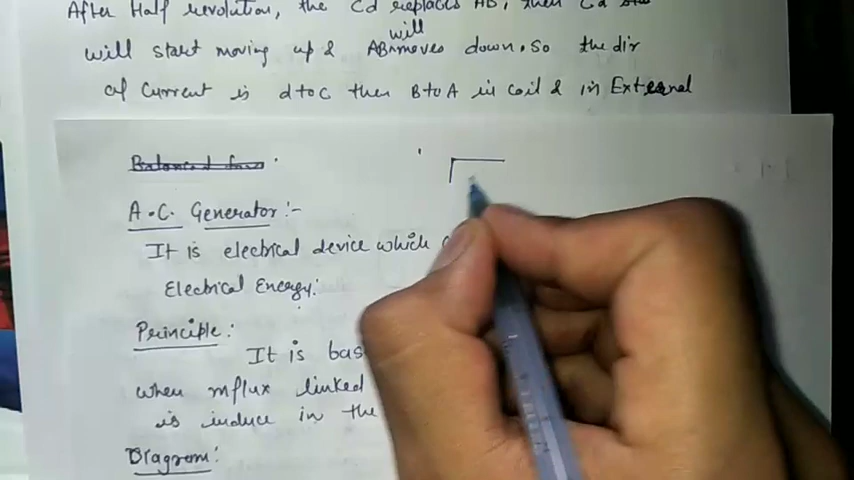 After Half revolution, the Cd replaces AB, then Cd
will
will start moving up & AB moves down. So the dir
of Current is d to C then B to A in coil & in External
Balanced
A.C. Generator:-
It is electrical device which
Electrical Energy:
Principle:
It is bas
when mflux linked
is induce in the
Diagram: